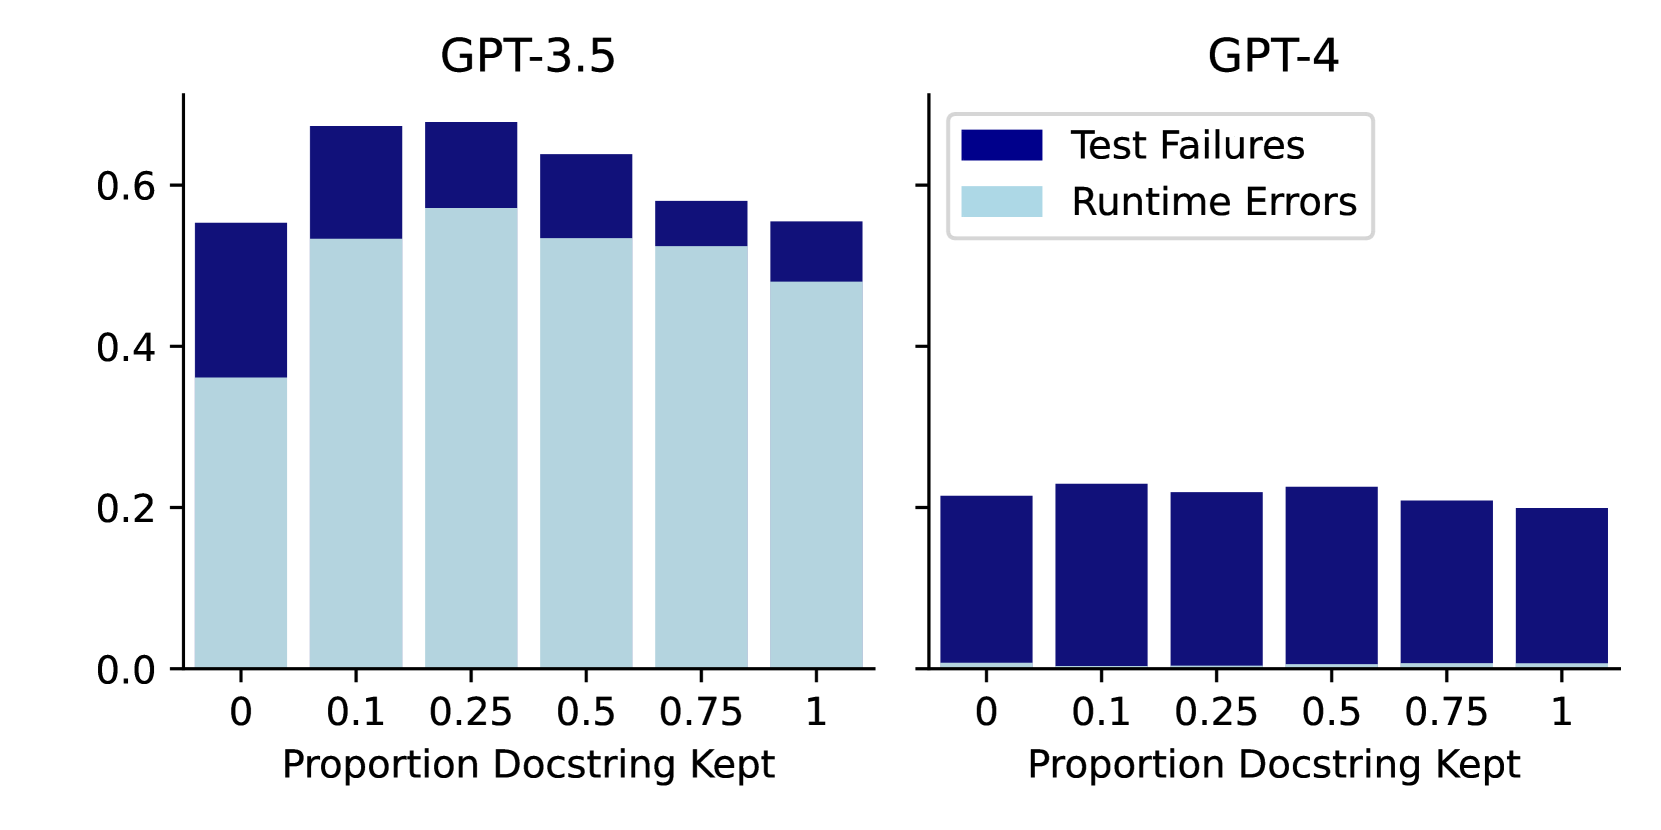 GPT-3.5
0.6
0.4
0.2
0.0
0 0.1 0.25 0.5 0.75 1
Proportion Docstring Kept
GPT-4
Test Failures
Runtime Errors
0 0.1 0.25 0.5 0.75 1
Proportion Docstring Kept